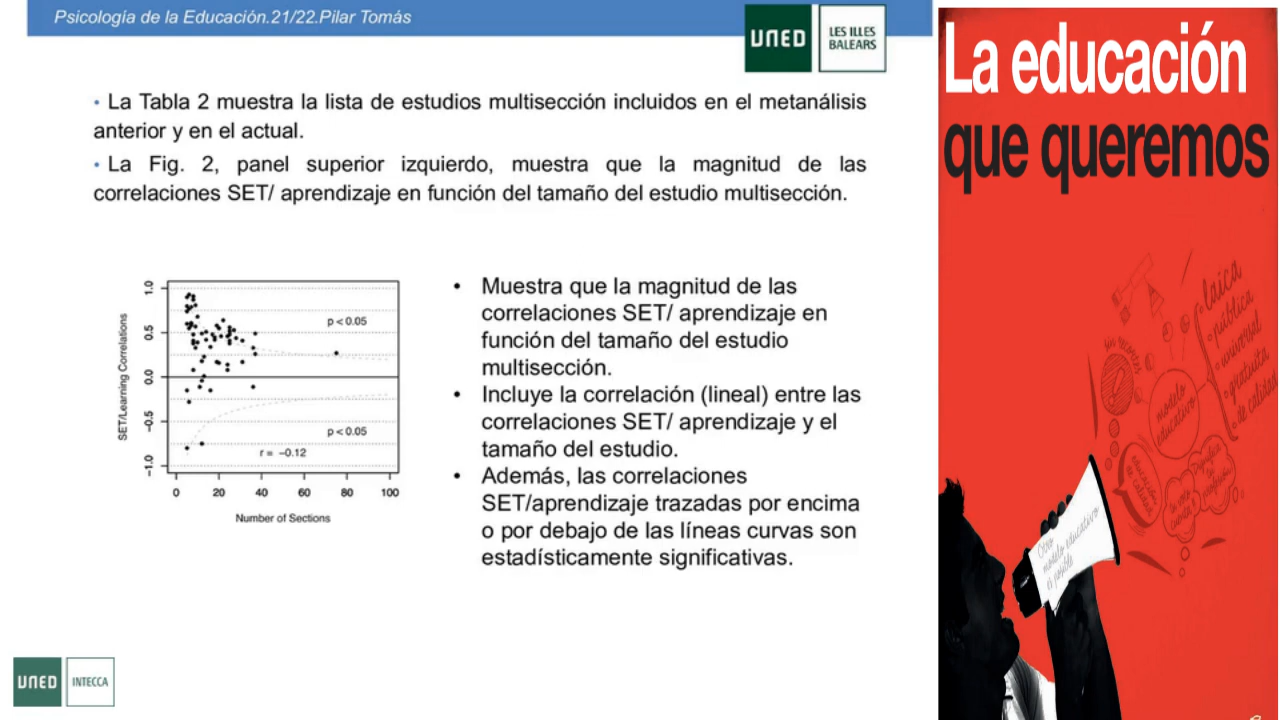 Psicología de la Educación.21/22.Pilar Tomás
UNED
LES ILLES
BALEARS
• La Tabla 2 muestra la lista de estudios multisección incluidos en el metanálisis
anterior y en el actual.
• La Fig. 2, panel superior izquierdo, muestra que la magnitud de las
correlaciones SET/ aprendizaje en función del tamaño del estudio multisección.
SET/Learning Correlations
1.0
0.5
0.0
−0.5
−1.0
p < 0.05
p < 0.05
r = −0.12
0 20 40 60 80 100
Number of Sections
• Muestra que la magnitud de las
correlaciones SET/ aprendizaje en
función del tamaño del estudio
multisección.
• Incluye la correlación (lineal) entre las
correlaciones SET/ aprendizaje y el
tamaño del estudio.
• Además, las correlaciones
SET/aprendizaje trazadas por encima
o por debajo de las líneas curvas son
estadísticamente significativas.
UNED
INTECCA
La educación
que queremos
sin recortes
laica
pública
universal
gratuita
de calidad
modelo
educativo
Otro
modelo educativo
es posible